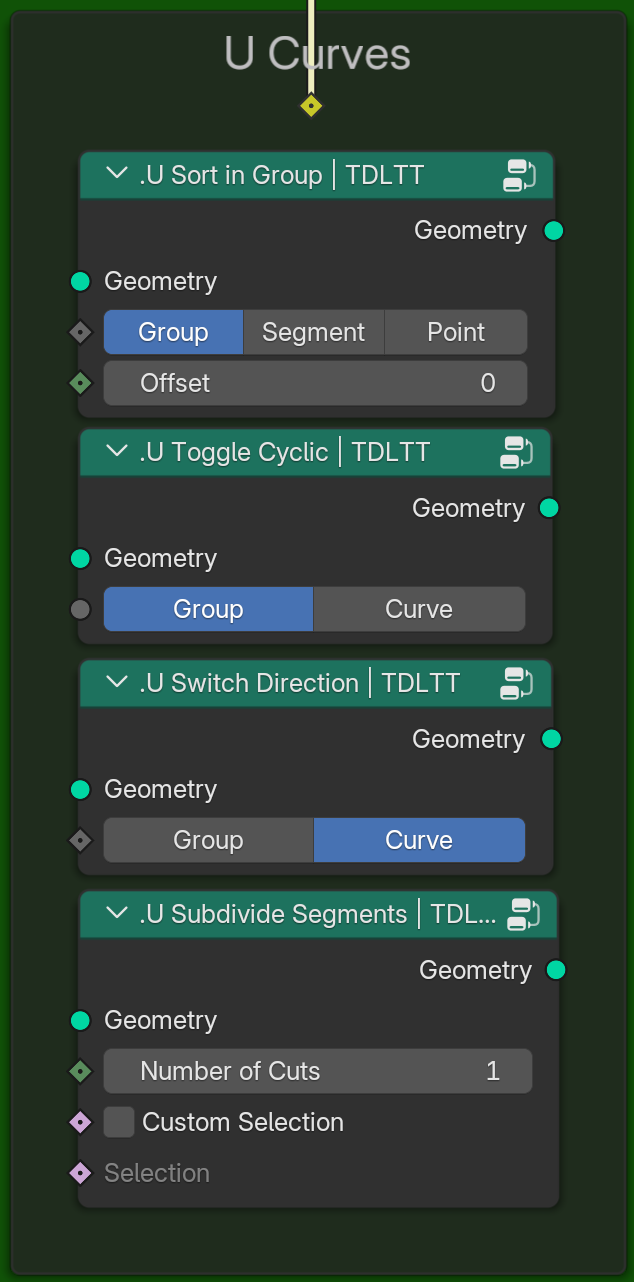 U Curves
.U Sort in Group | TDLTT
Geometry
Geometry
Group Segment Point
Offset 0
.U Toggle Cyclic | TDLTT
Geometry
Geometry
Group Curve
.U Switch Direction | TDLTT
Geometry
Geometry
Group Curve
.U Subdivide Segments | TDL...
Geometry
Geometry
Number of Cuts 1
Custom Selection
Selection